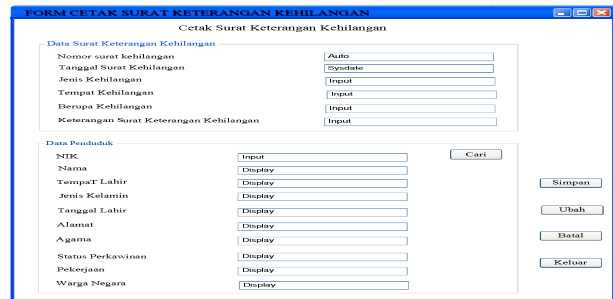 FORM CETAK SURAT KETERANGAN KEHILANGAN
Cetak Surat Keterangan Kehilangan
Data Surat Keterangan Kehilangan
Nomor surat kehilangan Auto
Tanggal Surat Kehilangan Sysdate
Jenis Kehilangan Input
Tempat Kehilangan Input
Berupa Kehilangan Input
Keterangan Surat Keterangan Kehilangan Input
Data Penduduk
NIK Input Cari
Nama Display
TempaT Lahir Display Simpan
Jenis Kelamin Display
Tanggal Lahir Display Ubah
Alamat Display
Agama Display Batal
Status Perkawinan Display Keluar
Pekerjaan Display
Warga Negara Display